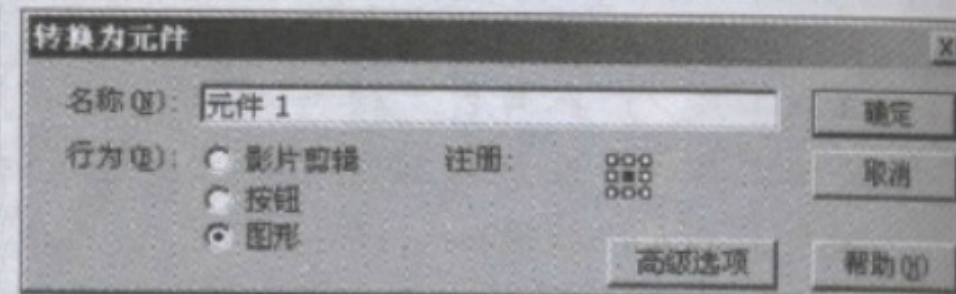 转换为元件
名称(N): 元件 1 确定
行为(B): 影片剪辑 注册: 取消
按钮
图形
高级选项 帮助(H)